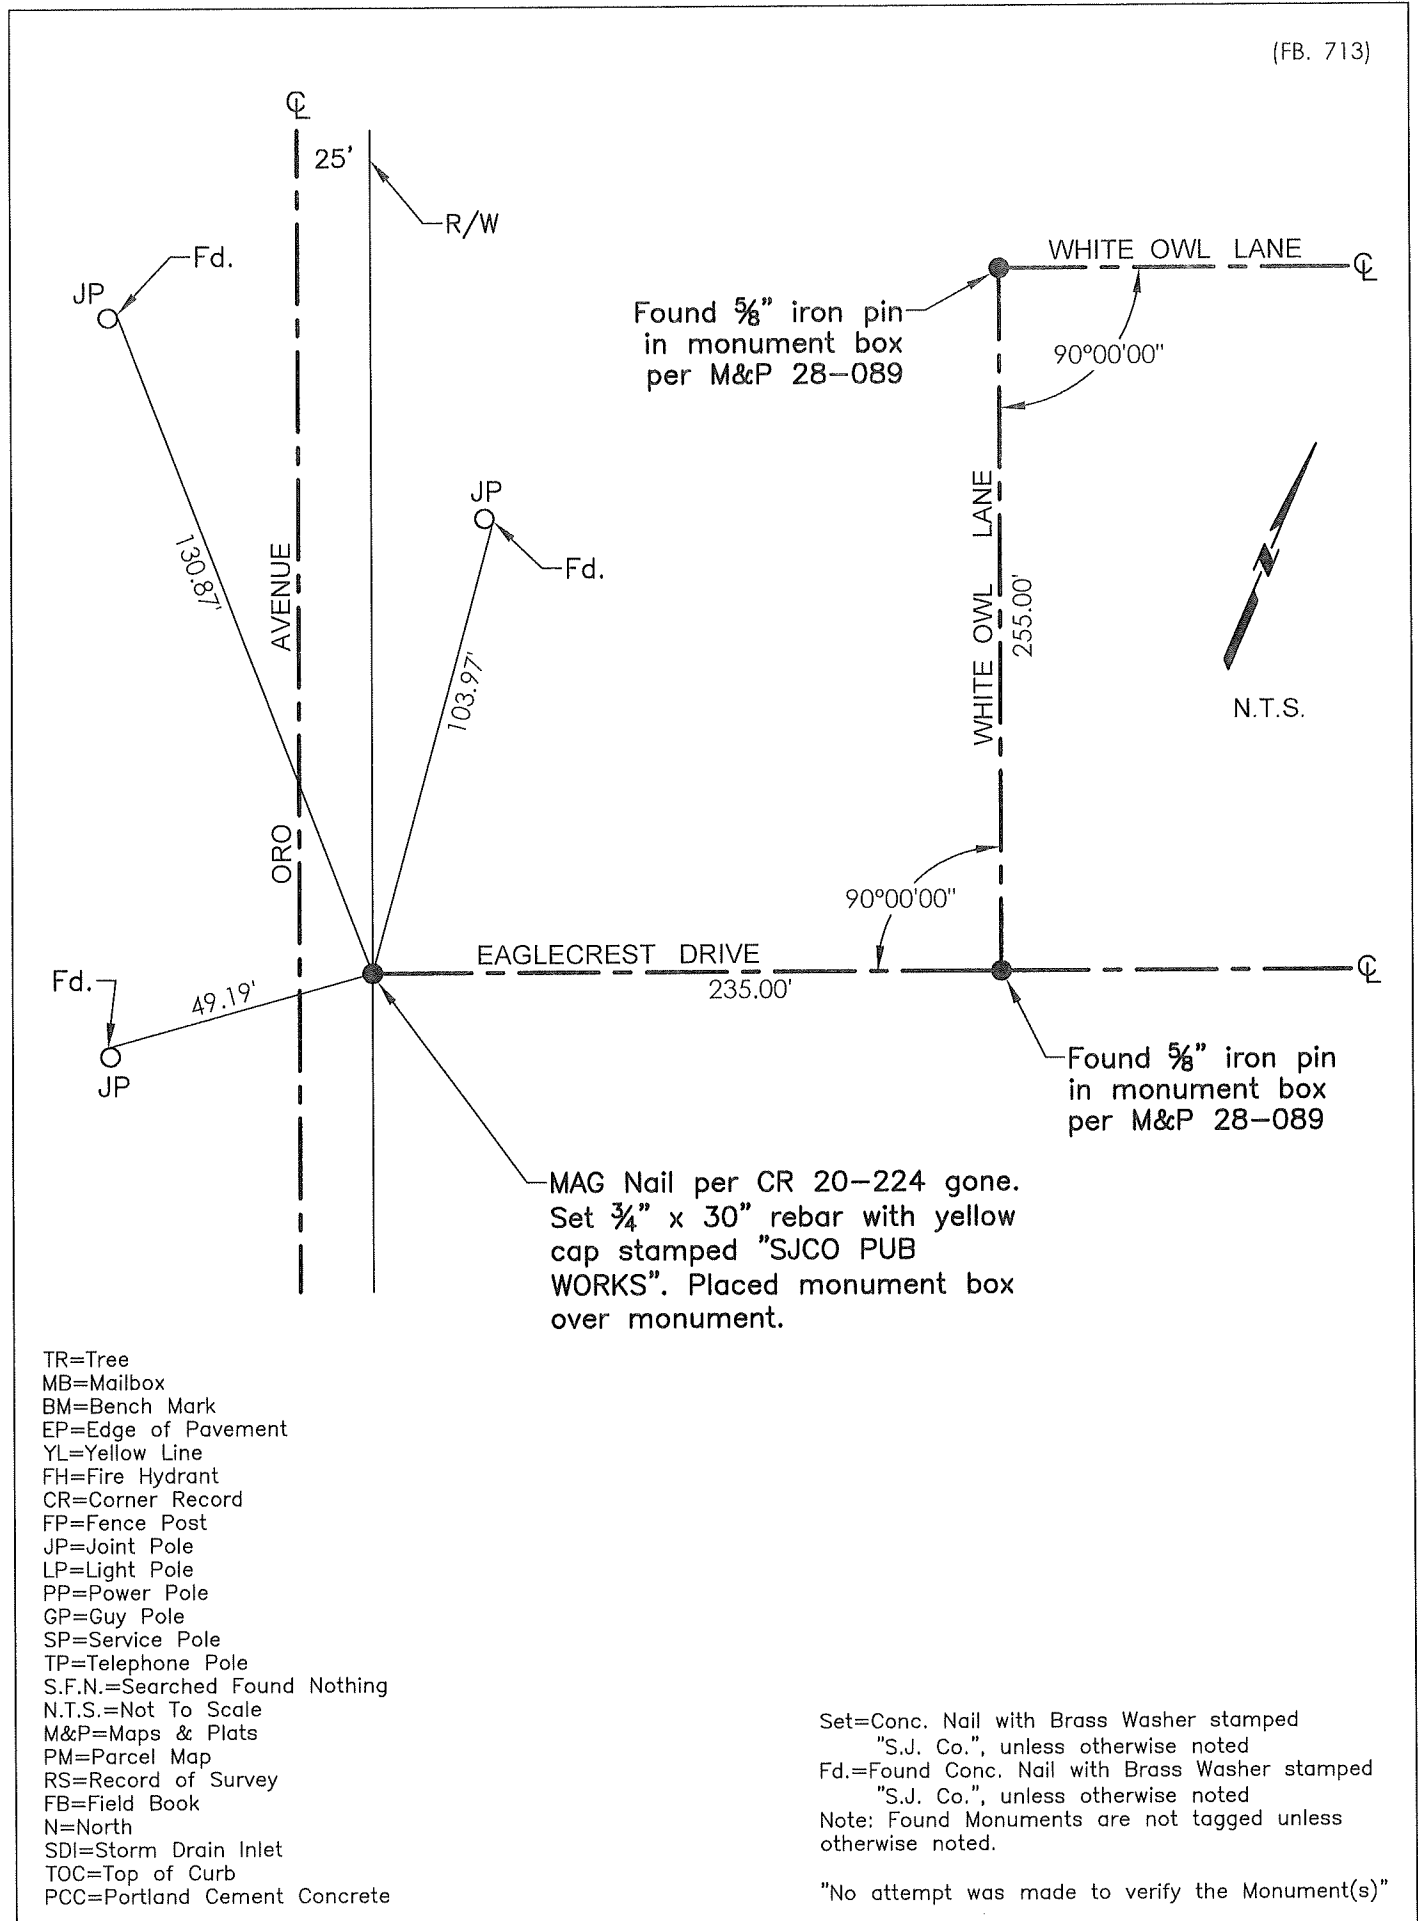 (FB. 713)
℄
25'
R/W
Fd.
JP
WHITE OWL LANE
℄
Found ⅝" iron pin
in monument box
per M&P 28-089
90°00'00"
JP
Fd.
130.87'
ORO AVENUE
103.97'
WHITE OWL LANE
255.00'
N
N.T.S.
90°00'00"
EAGLECREST DRIVE
235.00'
℄
Fd.
49.19'
JP
Found ⅝" iron pin
in monument box
per M&P 28-089
MAG Nail per CR 20-224 gone.
Set ¾" x 30" rebar with yellow
cap stamped "SJCO PUB
WORKS". Placed monument box
over monument.
TR=Tree
MB=Mailbox
BM=Bench Mark
EP=Edge of Pavement
YL=Yellow Line
FH=Fire Hydrant
CR=Corner Record
FP=Fence Post
JP=Joint Pole
LP=Light Pole
PP=Power Pole
GP=Guy Pole
SP=Service Pole
TP=Telephone Pole
S.F.N.=Searched Found Nothing
N.T.S.=Not To Scale
M&P=Maps & Plats
PM=Parcel Map
RS=Record of Survey
FB=Field Book
N=North
SDI=Storm Drain Inlet
TOC=Top of Curb
PCC=Portland Cement Concrete
Set=Conc. Nail with Brass Washer stamped
"S.J. Co.", unless otherwise noted
Fd.=Found Conc. Nail with Brass Washer stamped
"S.J. Co.", unless otherwise noted
Note: Found Monuments are not tagged unless
otherwise noted.
"No attempt was made to verify the Monument(s)"